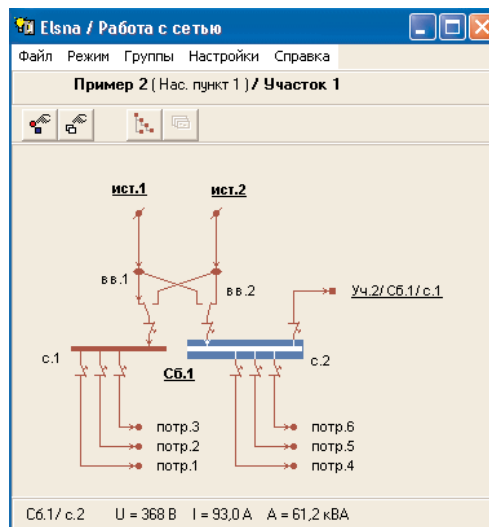 Elsna / Работа с сетью
Файл Режим Группы Настройки Справка
Пример 2 ( Нас. пункт 1 ) / Участок 1
ист.1 ист.2
вв.1
вв.2
Уч.2/ Сб.1/ с.1
с.1
с.2
Сб.1
потр.3 потр.6
потр.2 потр.5
потр.1 потр.4
Сб.1/ с.2 U = 368 В I = 93,0 А A = 61,2 кВА